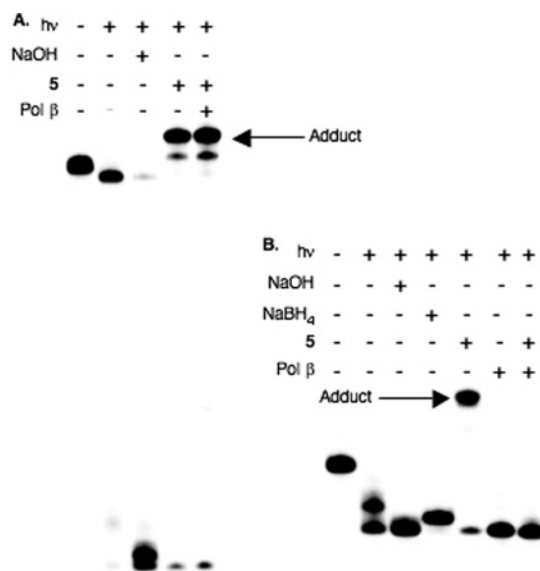 A. hν - + + + +
NaOH - - + - -
5 - - - + +
Pol β - - - - +
Adduct
B. hν - + + + + + +
NaOH - - + - - - -
NaBH₄ - - - + - - -
5 - - - - + - +
Pol β - - - - - + +
Adduct